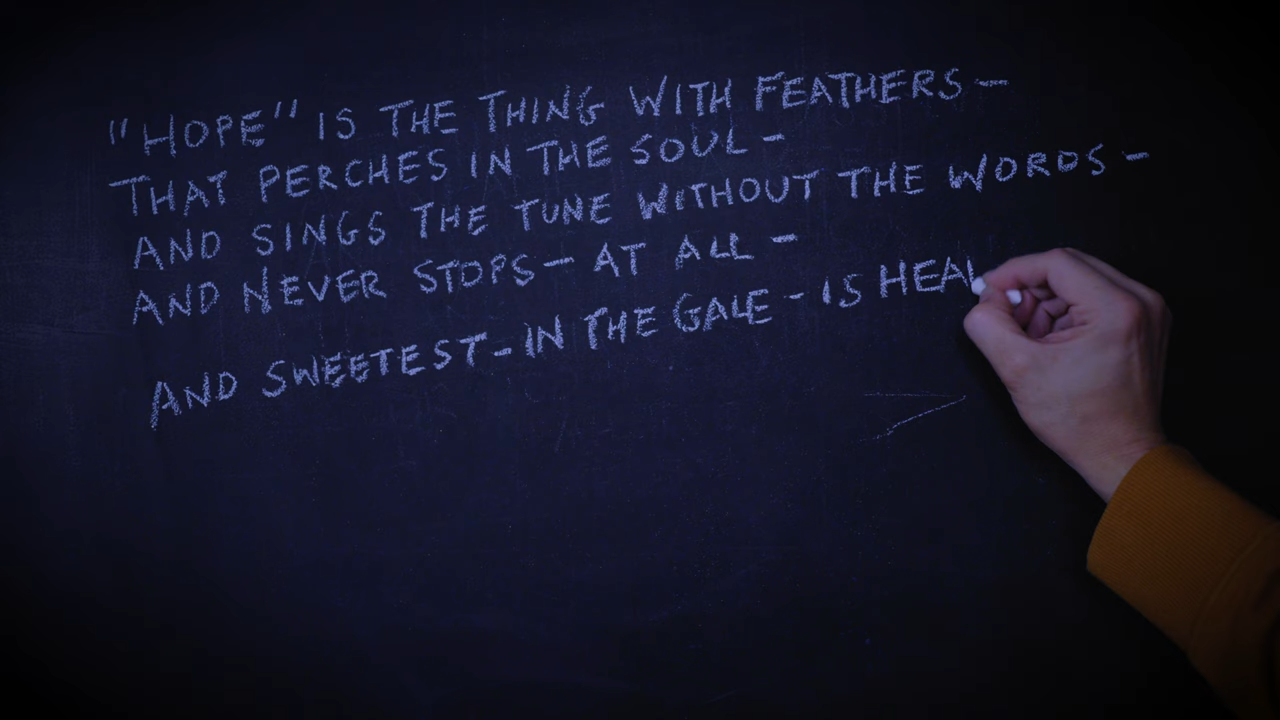 "HOPE" IS THE THING WITH FEATHERS –
THAT PERCHES IN THE SOUL –
AND SINGS THE TUNE WITHOUT THE WORDS –
AND NEVER STOPS – AT ALL –
AND SWEETEST – IN THE GALE – IS HEA